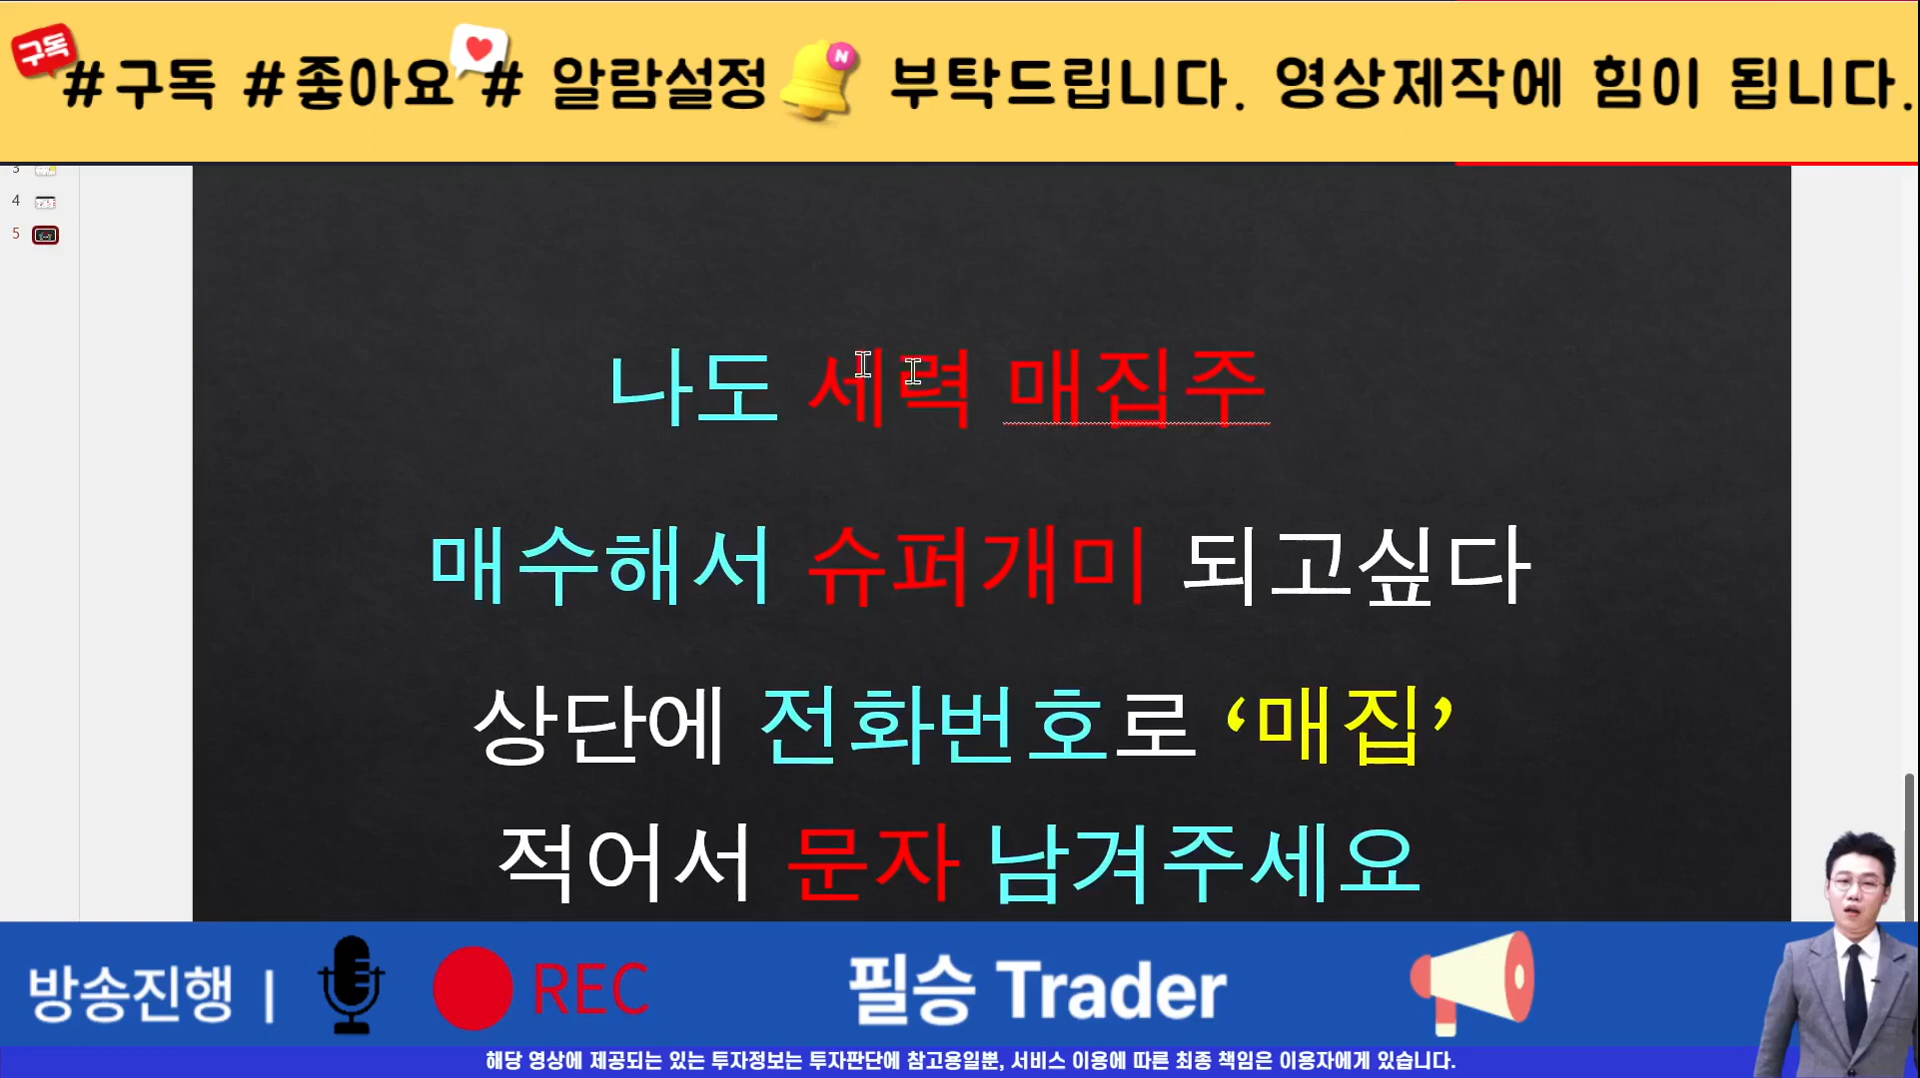 구독
#구독 #좋아요 # 알람설정 N 부탁드립니다. 영상제작에 힘이 됩니다.
3
4
5
나도 세력 매집주
매수해서 슈퍼개미 되고싶다
상단에 전화번호로 ‘매집’
적어서 문자 남겨주세요
방송진행 | REC 필승 Trader
해당 영상에 제공되는 있는 투자정보는 투자판단에 참고용일뿐, 서비스 이용에 따른 최종 책임은 이용자에게 있습니다.